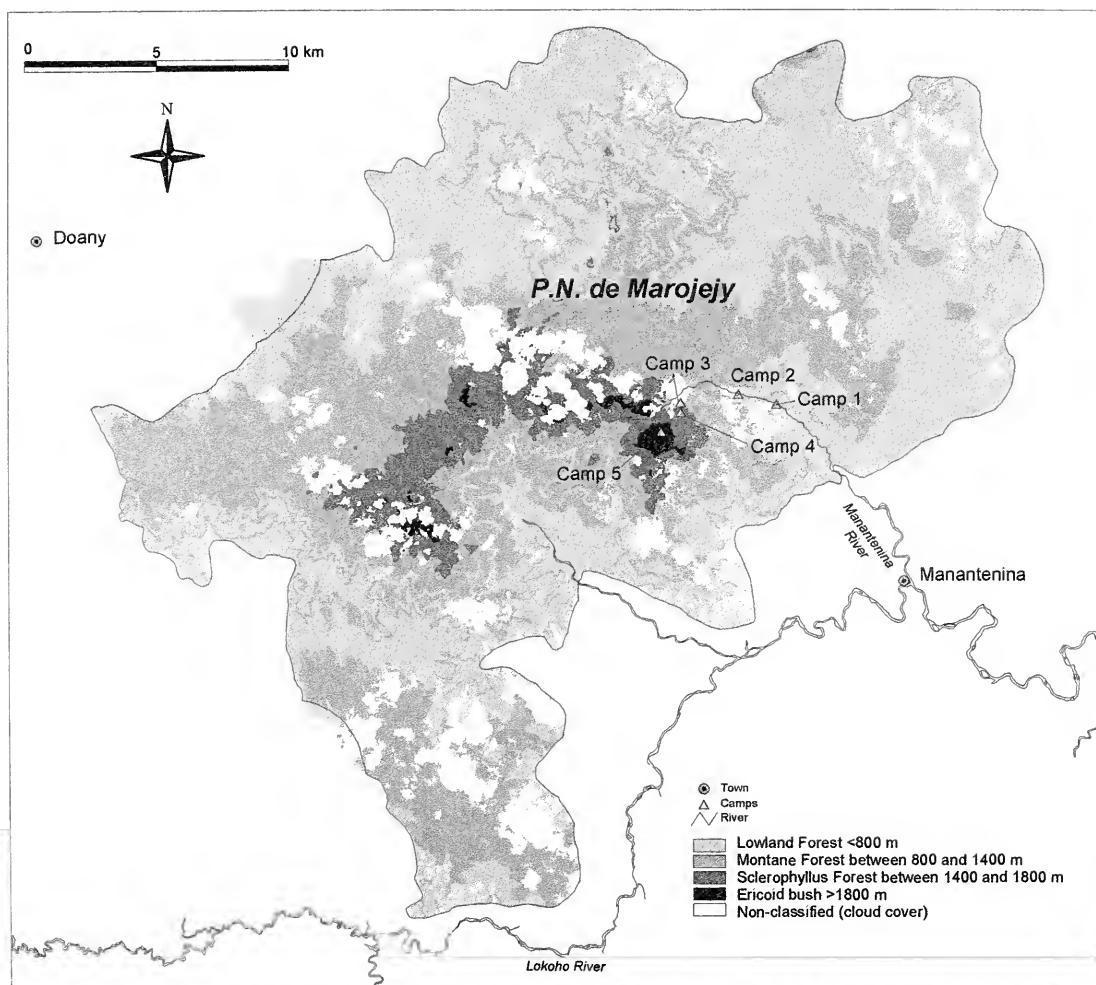 0 5 10 km
N
Doany
P.N. de Marojejy
Camp 3
Camp 2
Camp 1
Camp 4
Camp 5
Manantenina
River
Manantenina
Town
Camps
River
Lowland Forest <800 m
Montane Forest between 800 and 1400 m
Sclerophyllus Forest between 1400 and 1800 m
Ericoid bush >1800 m
Non-classified (cloud cover)
Lokoho River